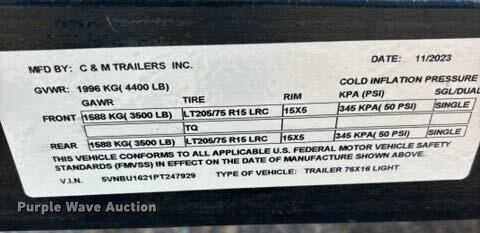 MFD BY: C & M TRAILERS INC. DATE: 11/2023
GVWR: 1996 KG( 4400 LB) COLD INFLATION PRESSURE
GAWR TIRE RIM KPA (PSI) SGL/DUAL
FRONT 1588 KG( 3500 LB) LT205/75 R15 LRC 15X5 345 KPA( 50 PSI) SINGLE
TQ
REAR 1588 KG( 3500 LB) LT205/75 R15 LRC 15X5 345 KPA( 50 PSI) SINGLE
THIS VEHICLE CONFORMS TO ALL APPLICABLE U.S. FEDERAL MOTOR VEHICLE SAFETY
STANDARDS (FMVSS) IN EFFECT ON THE DATE OF MANUFACTURE SHOWN ABOVE.
V.I.N. 5VNBU1621PT247929 TYPE OF VEHICLE: TRAILER 76X16 LIGHT
Purple Wave Auction